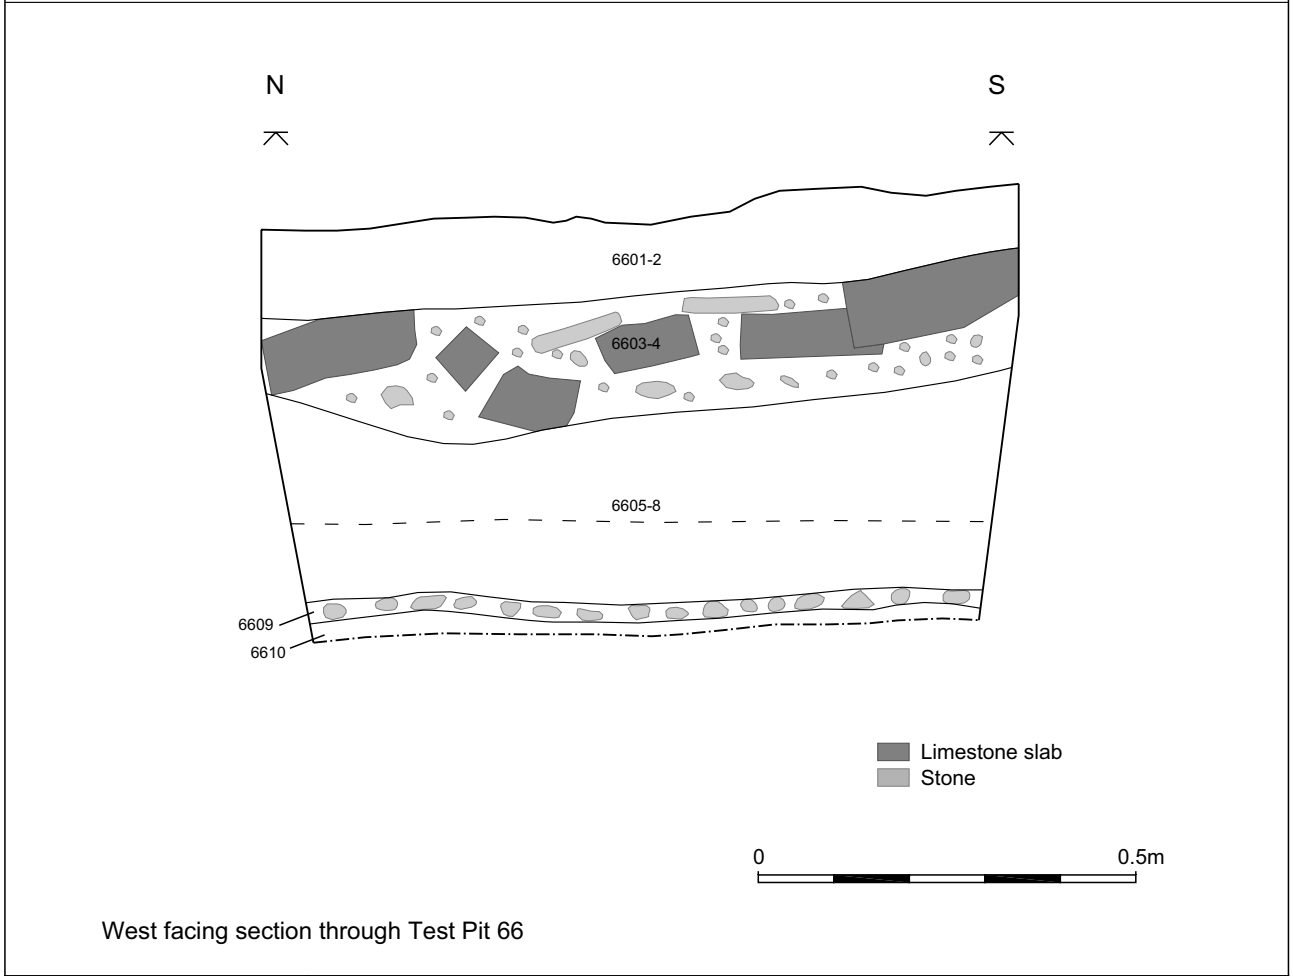 N
S
6601-2
6603-4
6605-8
6609
6610
Limestone slab
Stone
0
0.5m
West facing section through Test Pit 66